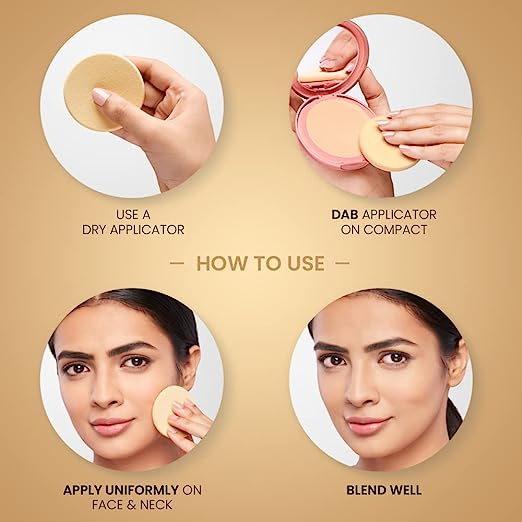 USE A
DRY APPLICATOR
DAB APPLICATOR
ON COMPACT
— HOW TO USE —
APPLY UNIFORMLY ON
FACE & NECK
BLEND WELL